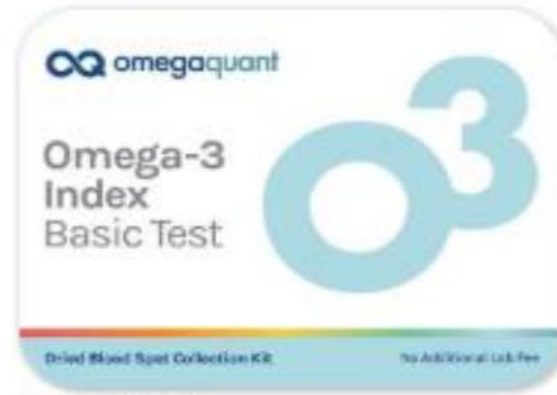 omegaquant
Omega-3
Index
Basic Test
O3
Dried Blood Spot Collection Kit
No Additional Lab Fee